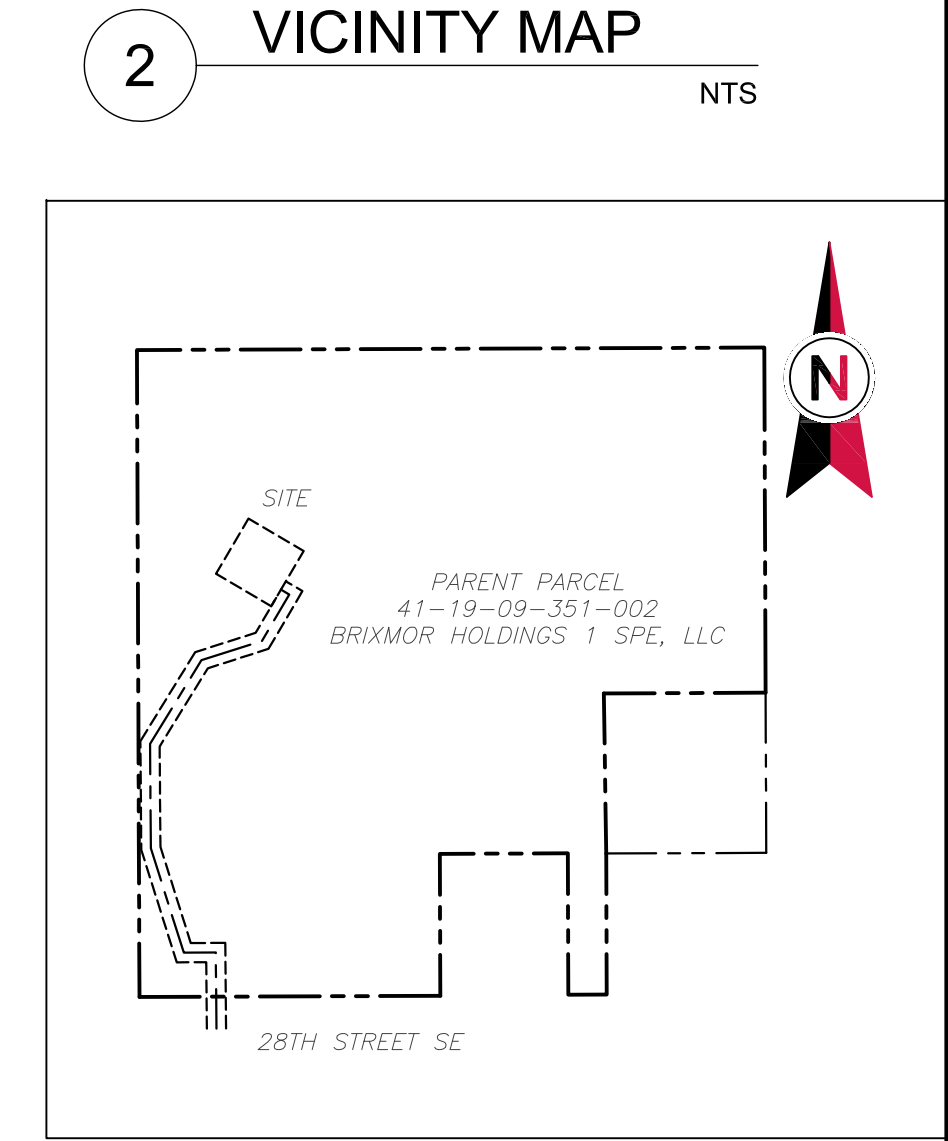 2
VICINITY MAP
NTS
N
SITE
PARENT PARCEL
41-19-09-351-002
BRIXMOR HOLDINGS 1 SPE, LLC
28TH STREET SE